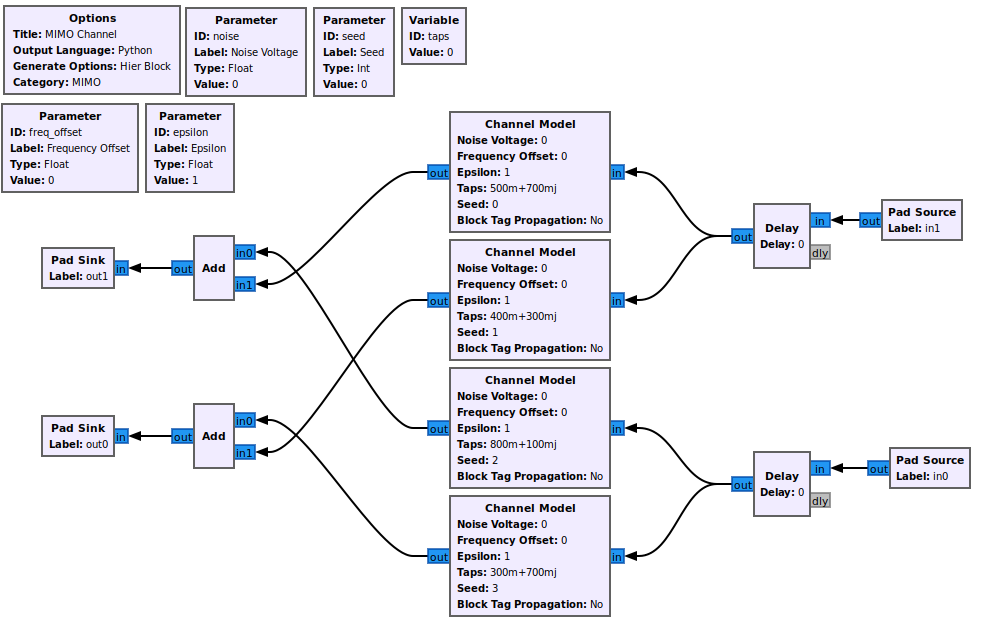 Options
Title: MIMO Channel
Output Language: Python
Generate Options: Hier Block
Category: MIMO
Parameter
ID: noise
Label: Noise Voltage
Type: Float
Value: 0
Parameter
ID: seed
Label: Seed
Type: Int
Value: 0
Variable
ID: taps
Value: 0
Parameter
ID: freq_offset
Label: Frequency Offset
Type: Float
Value: 0
Parameter
ID: epsilon
Label: Epsilon
Type: Float
Value: 1
Channel Model
Noise Voltage: 0
Frequency Offset: 0
Epsilon: 1
Taps: 500m+700mj
Seed: 0
Block Tag Propagation: No
out
in
Channel Model
Noise Voltage: 0
Frequency Offset: 0
Epsilon: 1
Taps: 400m+300mj
Seed: 1
Block Tag Propagation: No
out
in
Channel Model
Noise Voltage: 0
Frequency Offset: 0
Epsilon: 1
Taps: 800m+100mj
Seed: 2
Block Tag Propagation: No
out
in
Channel Model
Noise Voltage: 0
Frequency Offset: 0
Epsilon: 1
Taps: 300m+700mj
Seed: 3
Block Tag Propagation: No
out
in
Delay
Delay: 0
out
in
dly
Pad Source
Label: in1
out
Delay
Delay: 0
out
in
dly
Pad Source
Label: in0
out
Pad Sink
Label: out1
in
Add
out
in0
in1
Pad Sink
Label: out0
in
Add
out
in0
in1